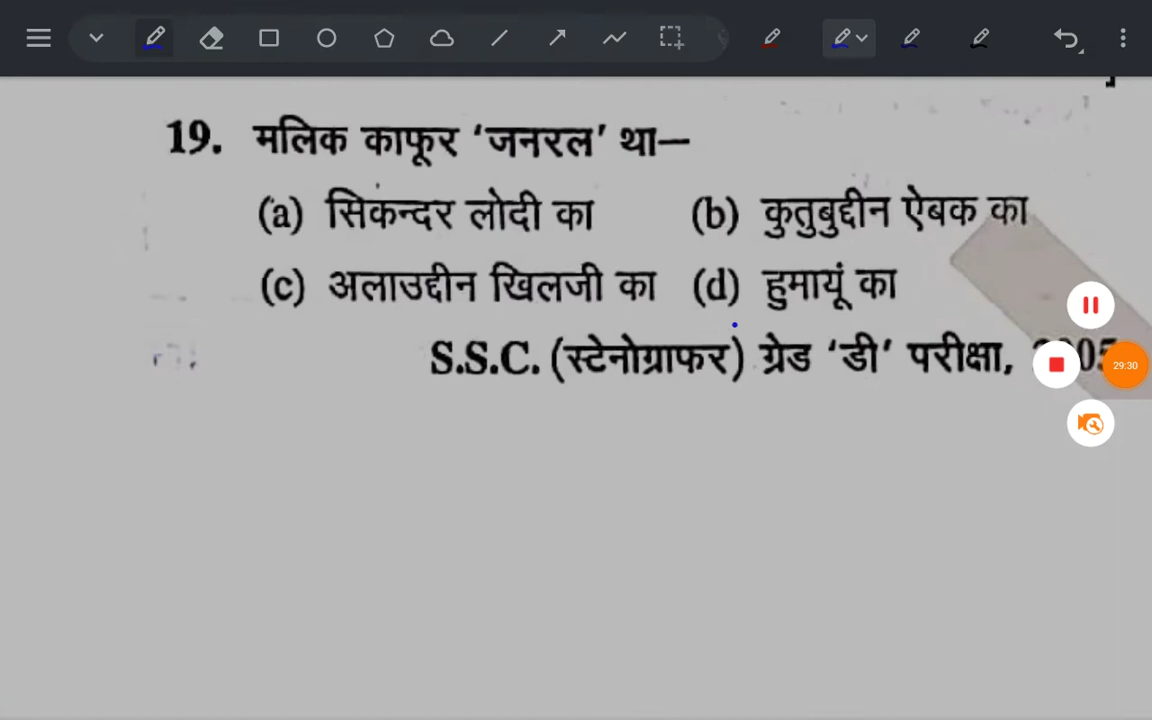 19. मलिक काफूर ‘जनरल’ था—
(a) सिकन्दर लोदी का (b) कुतुबुद्दीन ऐबक का
(c) अलाउद्दीन खिलजी का (d) हुमायूं का
S.S.C. (स्टेनोग्राफर) ग्रेड ‘डी’ परीक्षा,
29:30